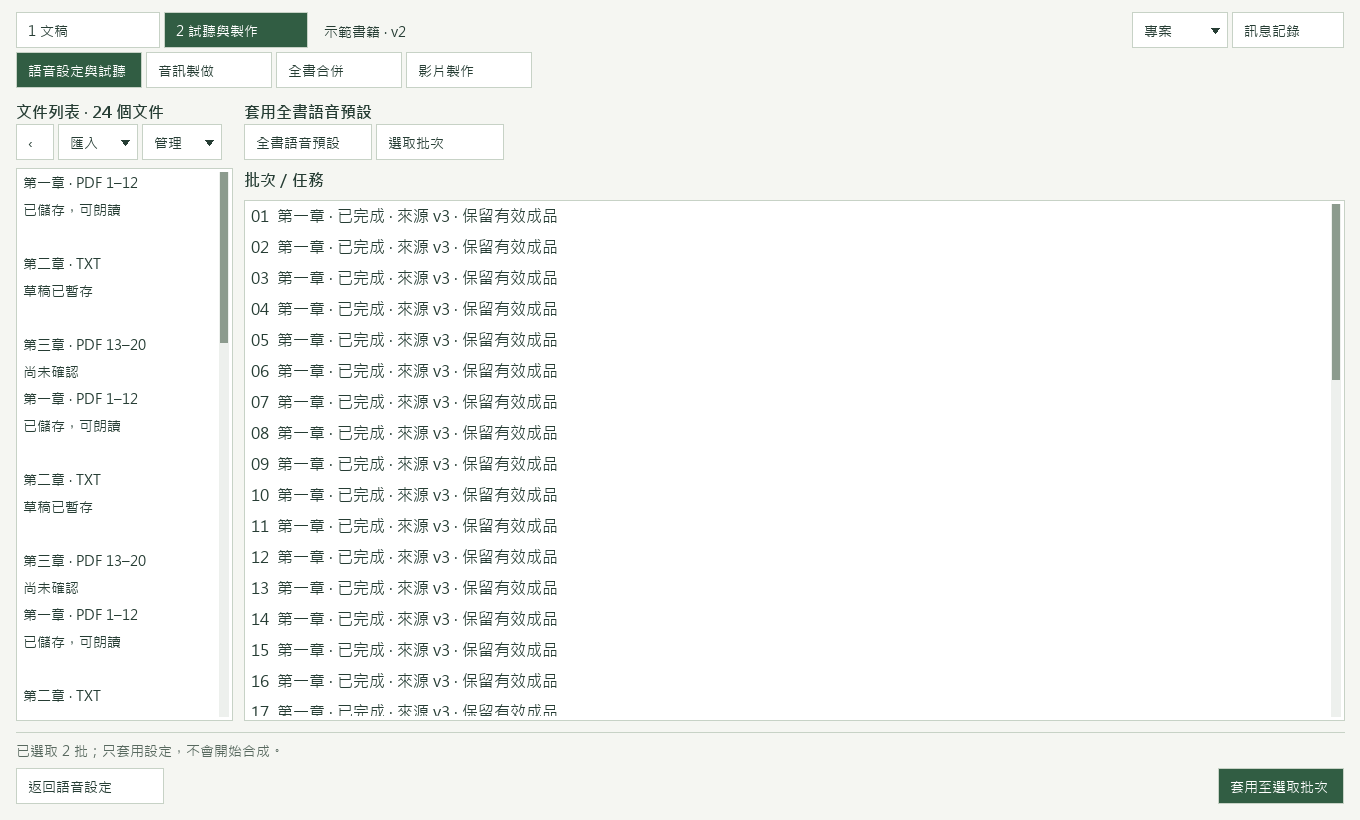 1 文稿
2 試聽與製作
示範書籍 · v2
專案
訊息記錄
語音設定與試聽
音訊製做
全書合併
影片製作
文件列表 · 24 個文件
‹
匯入
管理
第一章 · PDF 1–12
已儲存，可朗讀
第二章 · TXT
草稿已暫存
第三章 · PDF 13–20
尚未確認
第一章 · PDF 1–12
已儲存，可朗讀
第二章 · TXT
草稿已暫存
第三章 · PDF 13–20
尚未確認
第一章 · PDF 1–12
已儲存，可朗讀
第二章 · TXT
套用全書語音預設
全書語音預設
選取批次
批次 / 任務
01 第一章 · 已完成 · 來源 v3 · 保留有效成品
02 第一章 · 已完成 · 來源 v3 · 保留有效成品
03 第一章 · 已完成 · 來源 v3 · 保留有效成品
04 第一章 · 已完成 · 來源 v3 · 保留有效成品
05 第一章 · 已完成 · 來源 v3 · 保留有效成品
06 第一章 · 已完成 · 來源 v3 · 保留有效成品
07 第一章 · 已完成 · 來源 v3 · 保留有效成品
08 第一章 · 已完成 · 來源 v3 · 保留有效成品
09 第一章 · 已完成 · 來源 v3 · 保留有效成品
10 第一章 · 已完成 · 來源 v3 · 保留有效成品
11 第一章 · 已完成 · 來源 v3 · 保留有效成品
12 第一章 · 已完成 · 來源 v3 · 保留有效成品
13 第一章 · 已完成 · 來源 v3 · 保留有效成品
14 第一章 · 已完成 · 來源 v3 · 保留有效成品
15 第一章 · 已完成 · 來源 v3 · 保留有效成品
16 第一章 · 已完成 · 來源 v3 · 保留有效成品
17 第一章 · 已完成 · 來源 v3 · 保留有效成品
已選取 2 批；只套用設定，不會開始合成。
返回語音設定
套用至選取批次